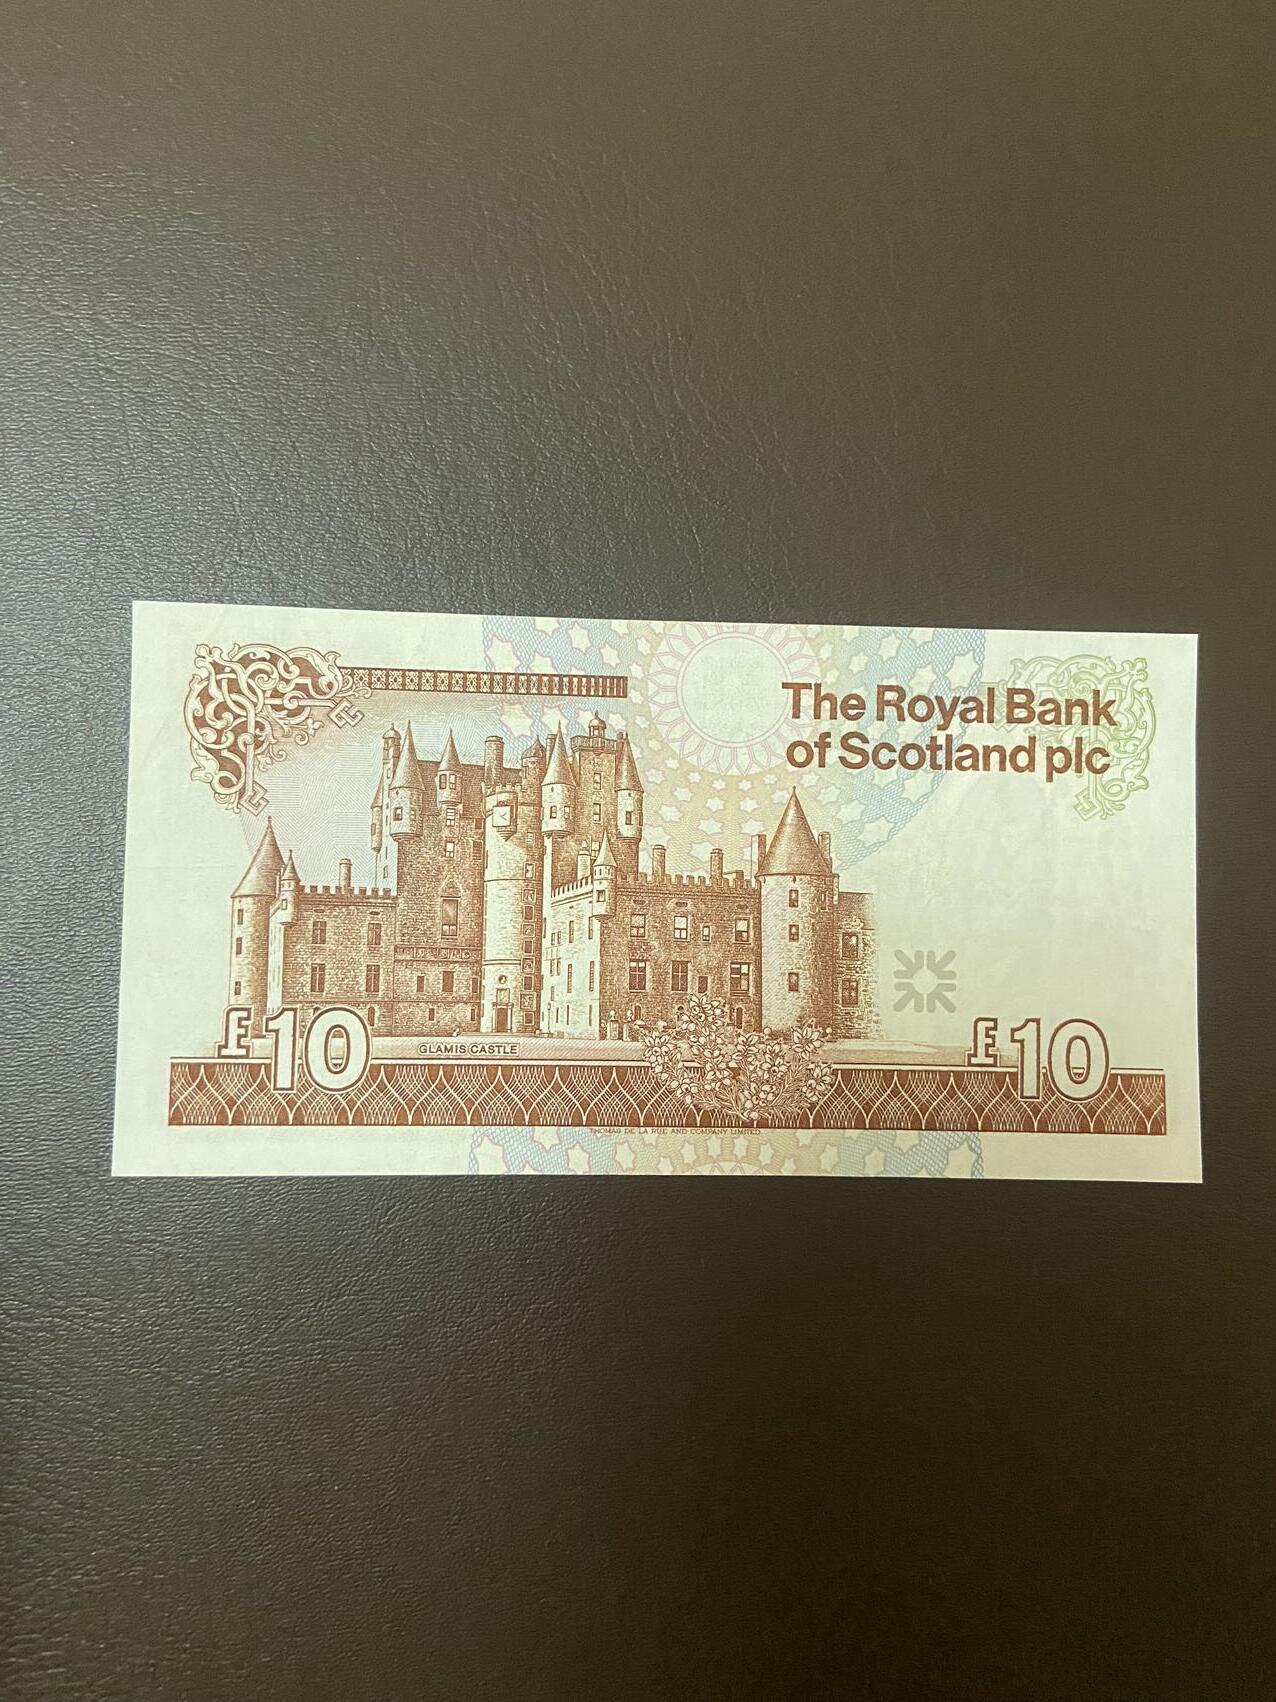 The Royal Bank
of Scotland plc
£10
GLAMIS CASTLE
£10
THOMAS DE LA RUE AND COMPANY LIMITED